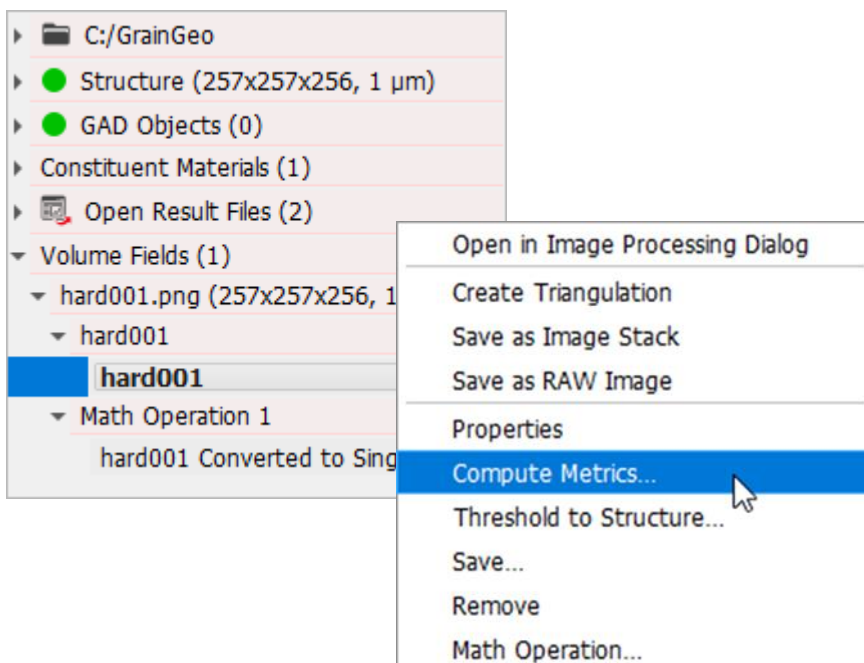 C:/GrainGeo
Structure (257x257x256, 1 µm)
GAD Objects (0)
Constituent Materials (1)
Open Result Files (2)
Volume Fields (1)
hard001.png (257x257x256, 1
hard001
hard001
Math Operation 1
hard001 Converted to Sing
Open in Image Processing Dialog
Create Triangulation
Save as Image Stack
Save as RAW Image
Properties
Compute Metrics...
Threshold to Structure...
Save...
Remove
Math Operation...